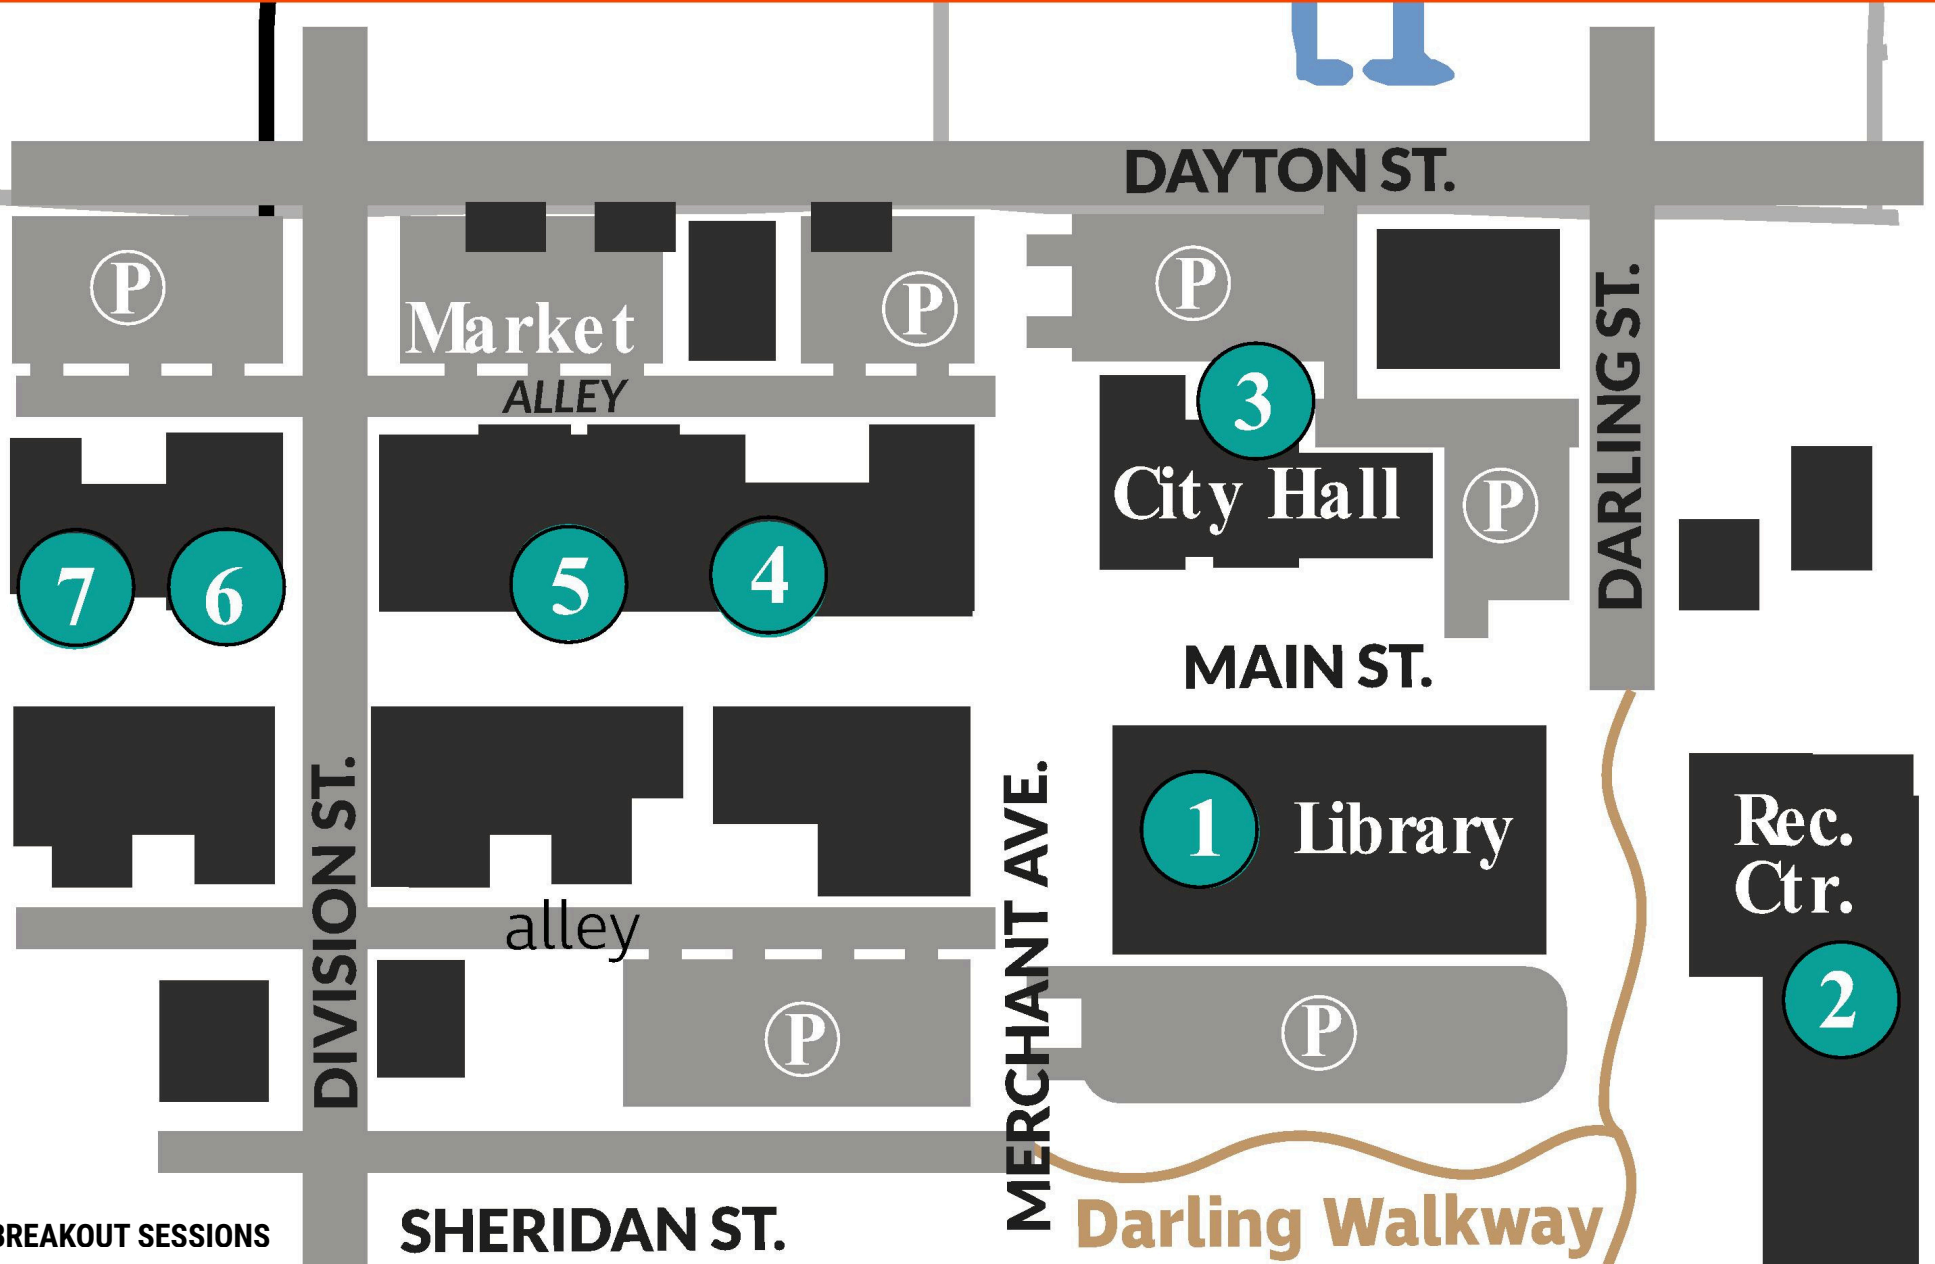 DAYTON ST.
P
Market
P
P
DARLING ST.
ALLEY
3
City Hall
P
7
6
5
4
MAIN ST.
DIVISION ST.
MERCHANT AVE.
1
Library
Rec.
Ctr.
alley
2
P
P
BREAKOUT SESSIONS
SHERIDAN ST.
Darling Walkway